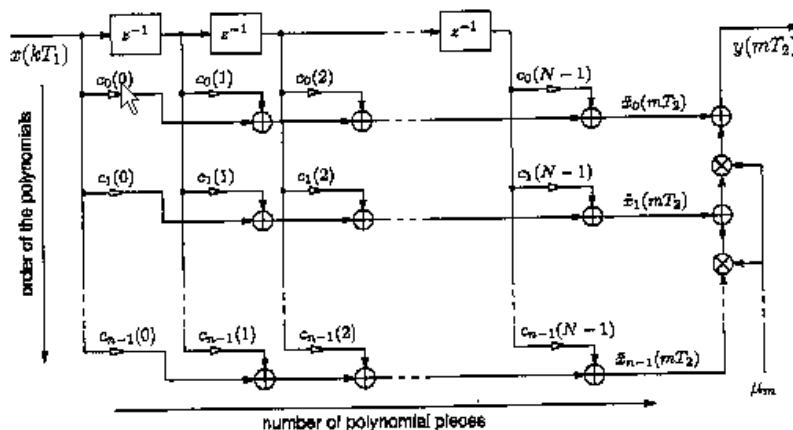 z⁻¹ z⁻¹ z⁻¹
x(kT₁) y(mT₂)
c₀(0) c₀(1) c₀(2) c₀(N−1)
x̄₀(mT₂)
c₁(0) c₁(1) c₁(2) c₁(N−1)
x̄₁(mT₂)
order of the polynomials
cₙ₋₁(0) cₙ₋₁(1) cₙ₋₁(2) cₙ₋₁(N−1)
x̄ₙ₋₁(mT₂)
μₘ
number of polynomial pieces